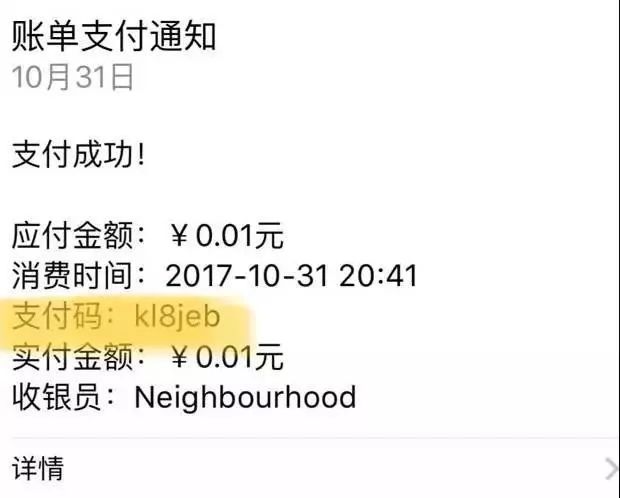 账单支付通知
10月31日
支付成功！
应付金额：￥0.01元
消费时间：2017-10-31 20:41
支付码：kl8jeb
实付金额：￥0.01元
收银员：Neighbourhood
详情